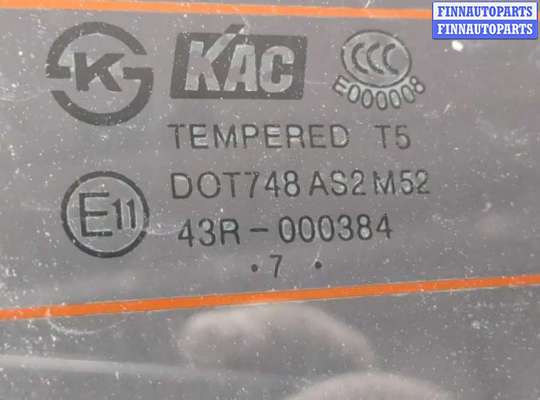 FINNAUTOPARTS
FINNAUTOPARTS
K
KAC
CCC
E000008
TEMPERED T5
DOT748 AS2 M52
E11
43R-000384
·7 ·